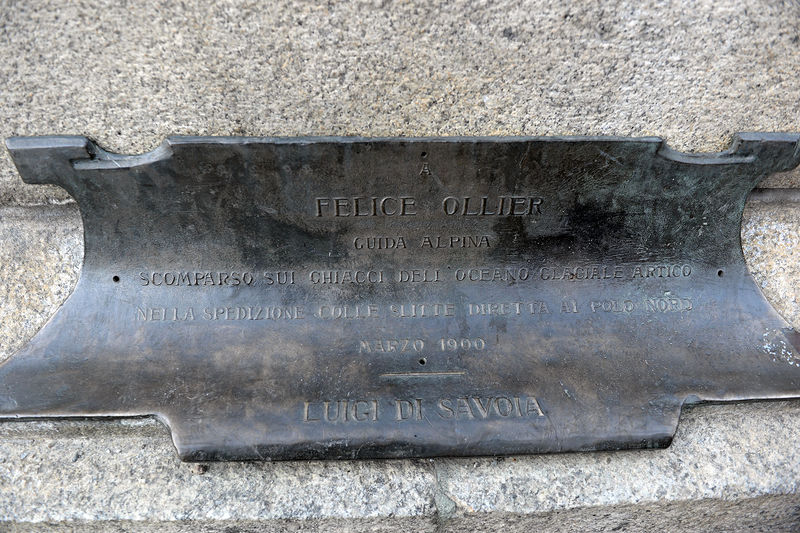 A
FELICE OLLIER
GUIDA ALPINA
SCOMPARSO SUI GHIACCI DELL'OCEANO GLACIALE ARTICO
NELLA SPEDIZIONE COLLE SLITTE DIRETTA AL POLO NORD
MARZO 1900
LUIGI DI SAVOIA